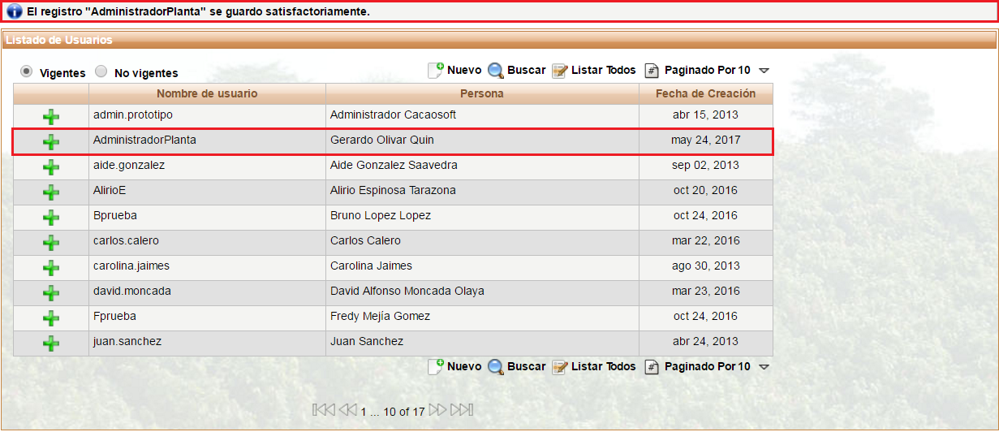 El registro "AdministradorPlanta" se guardo satisfactoriamente.
Listado de Usuarios
Vigentes No vigentes Nuevo Buscar Listar Todos # Paginado Por 10
Nombre de usuario Persona Fecha de Creación
admin.prototipo Administrador Cacaosoft abr 15, 2013
AdministradorPlanta Gerardo Olivar Quin may 24, 2017
aide.gonzalez Aide Gonzalez Saavedra sep 02, 2013
AlirioE Alirio Espinosa Tarazona oct 20, 2016
Bprueba Bruno Lopez Lopez oct 24, 2016
carlos.calero Carlos Calero mar 22, 2016
carolina.jaimes Carolina Jaimes ago 30, 2013
david.moncada David Alfonso Moncada Olaya mar 23, 2016
Fprueba Fredy Mejía Gomez oct 24, 2016
juan.sanchez Juan Sanchez abr 24, 2013
Nuevo Buscar Listar Todos # Paginado Por 10
1 ... 10 of 17